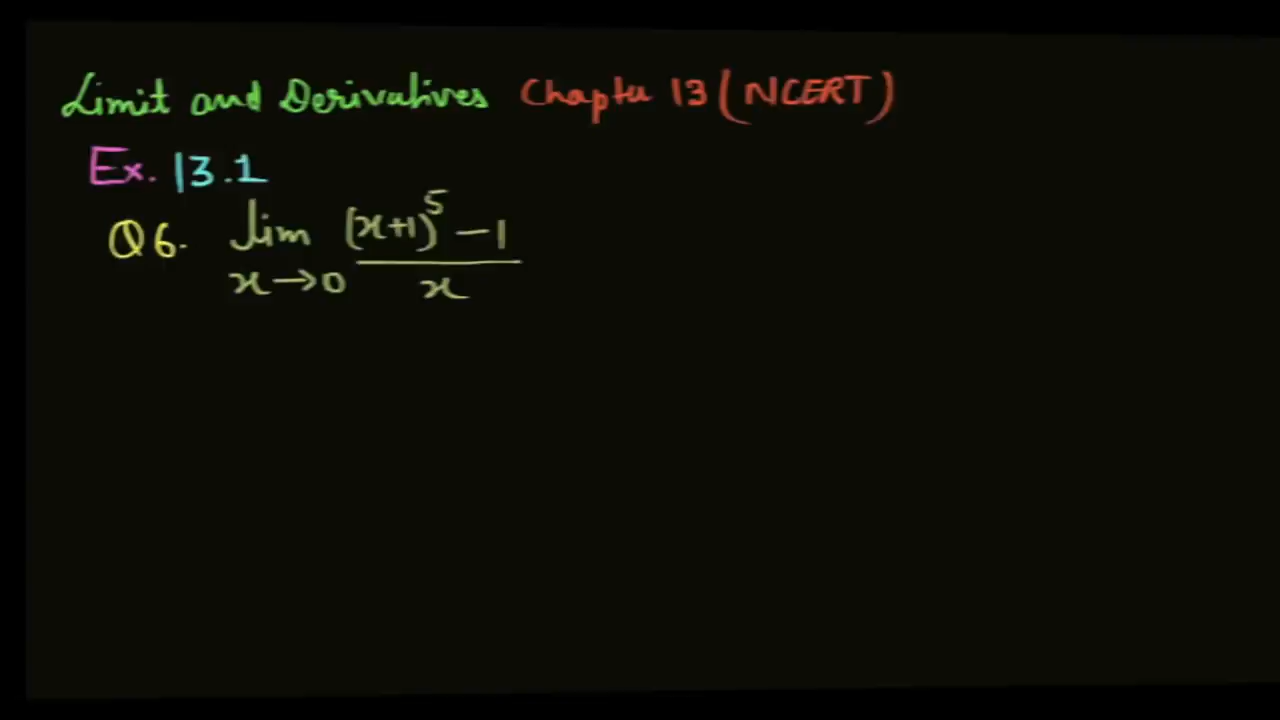 Limit and Derivatives Chapter 13 (NCERT)
Ex. 13.1
Q6. lim (x+1)^5 - 1
x→0 x